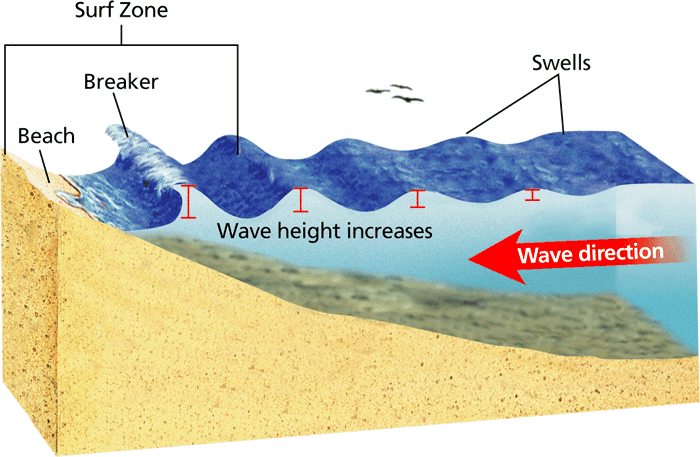 Surf Zone
Breaker
Swells
Beach
Wave height increases
Wave direction